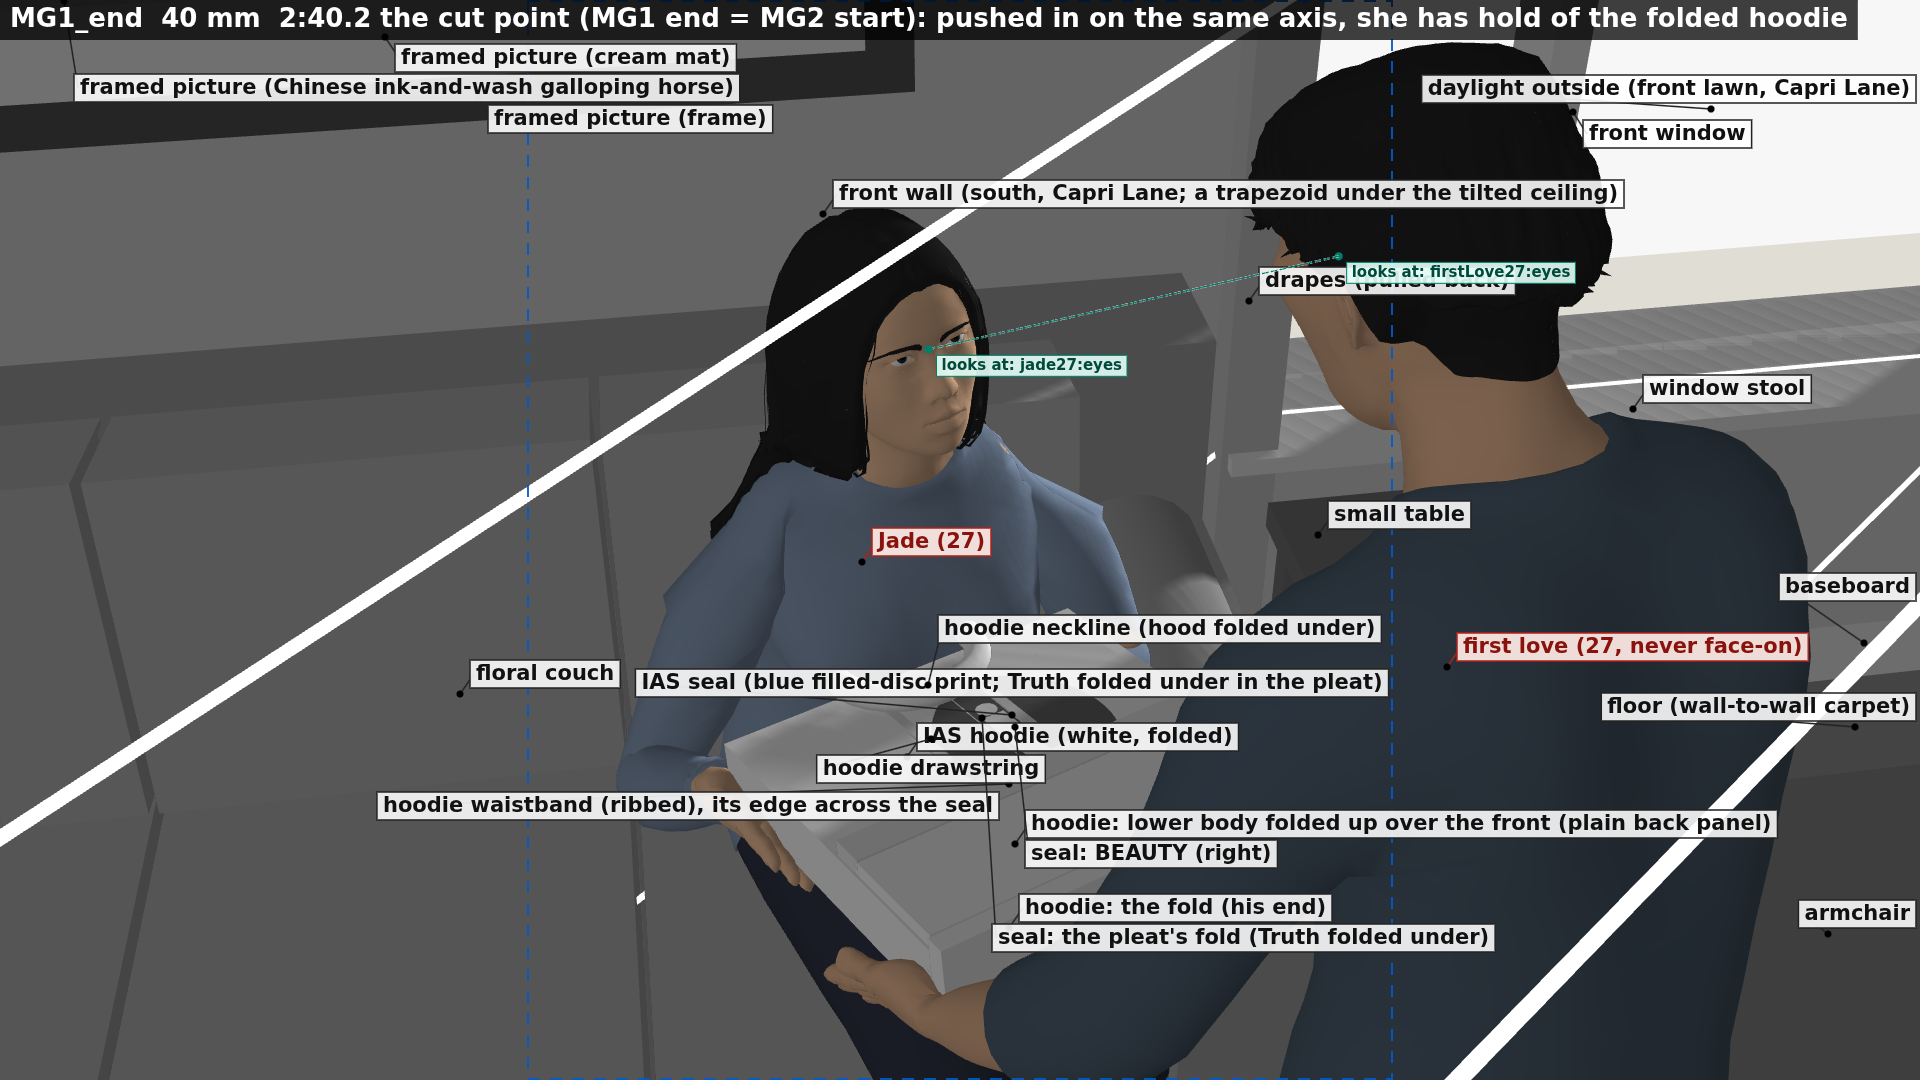 MG1_end 40 mm 2:40.2 the cut point (MG1 end = MG2 start): pushed in on the same axis, she has hold of the folded hoodie
framed picture (cream mat)
framed picture (Chinese ink-and-wash galloping horse)
daylight outside (front lawn, Capri Lane)
framed picture (frame)
front window
front wall (south, Capri Lane; a trapezoid under the tilted ceiling)
looks at: firstLove27:eyes
drapes (pulled back)
looks at: jade27:eyes
window stool
small table
Jade (27)
baseboard
hoodie neckline (hood folded under)
first love (27, never face-on)
floral couch
IAS seal (blue filled-disc print; Truth folded under in the pleat)
floor (wall-to-wall carpet)
IAS hoodie (white, folded)
hoodie drawstring
hoodie waistband (ribbed), its edge across the seal
hoodie: lower body folded up over the front (plain back panel)
seal: BEAUTY (right)
hoodie: the fold (his end)
armchair
seal: the pleat's fold (Truth folded under)